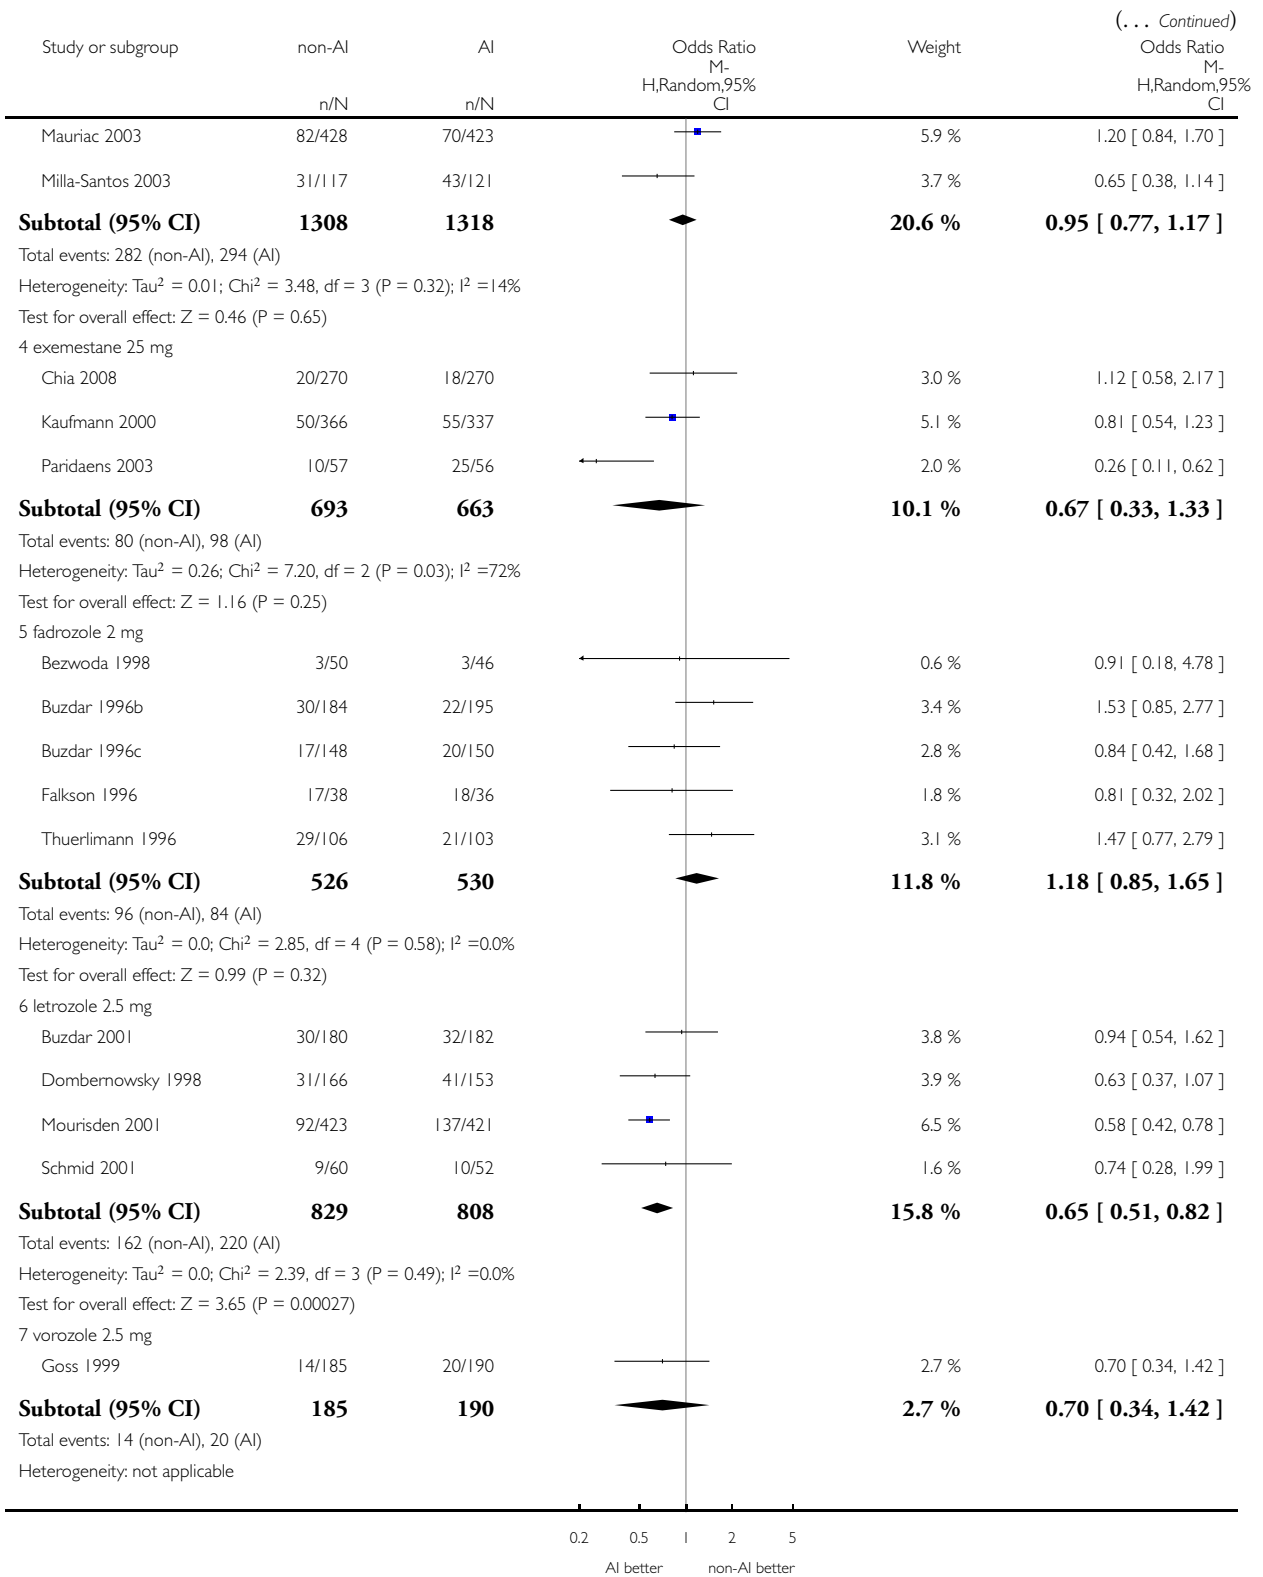 (... Continued)
Study or subgroup non-AI AI Odds Ratio Weight Odds Ratio
M- M-
H,Random,95% H,Random,95%
n/N n/N CI CI
Mauriac 2003 82/428 70/423 5.9 % 1.20 [ 0.84, 1.70 ]
Milla-Santos 2003 31/117 43/121 3.7 % 0.65 [ 0.38, 1.14 ]
Subtotal (95% CI) 1308 1318 20.6 % 0.95 [ 0.77, 1.17 ]
Total events: 282 (non-AI), 294 (AI)
Heterogeneity: Tau² = 0.01; Chi² = 3.48, df = 3 (P = 0.32); I² =14%
Test for overall effect: Z = 0.46 (P = 0.65)
4 exemestane 25 mg
Chia 2008 20/270 18/270 3.0 % 1.12 [ 0.58, 2.17 ]
Kaufmann 2000 50/366 55/337 5.1 % 0.81 [ 0.54, 1.23 ]
Paridaens 2003 10/57 25/56 2.0 % 0.26 [ 0.11, 0.62 ]
Subtotal (95% CI) 693 663 10.1 % 0.67 [ 0.33, 1.33 ]
Total events: 80 (non-AI), 98 (AI)
Heterogeneity: Tau² = 0.26; Chi² = 7.20, df = 2 (P = 0.03); I² =72%
Test for overall effect: Z = 1.16 (P = 0.25)
5 fadrozole 2 mg
Bezwoda 1998 3/50 3/46 0.6 % 0.91 [ 0.18, 4.78 ]
Buzdar 1996b 30/184 22/195 3.4 % 1.53 [ 0.85, 2.77 ]
Buzdar 1996c 17/148 20/150 2.8 % 0.84 [ 0.42, 1.68 ]
Falkson 1996 17/38 18/36 1.8 % 0.81 [ 0.32, 2.02 ]
Thuerlimann 1996 29/106 21/103 3.1 % 1.47 [ 0.77, 2.79 ]
Subtotal (95% CI) 526 530 11.8 % 1.18 [ 0.85, 1.65 ]
Total events: 96 (non-AI), 84 (AI)
Heterogeneity: Tau² = 0.0; Chi² = 2.85, df = 4 (P = 0.58); I² =0.0%
Test for overall effect: Z = 0.99 (P = 0.32)
6 letrozole 2.5 mg
Buzdar 2001 30/180 32/182 3.8 % 0.94 [ 0.54, 1.62 ]
Dombernowsky 1998 31/166 41/153 3.9 % 0.63 [ 0.37, 1.07 ]
Mourisden 2001 92/423 137/421 6.5 % 0.58 [ 0.42, 0.78 ]
Schmid 2001 9/60 10/52 1.6 % 0.74 [ 0.28, 1.99 ]
Subtotal (95% CI) 829 808 15.8 % 0.65 [ 0.51, 0.82 ]
Total events: 162 (non-AI), 220 (AI)
Heterogeneity: Tau² = 0.0; Chi² = 2.39, df = 3 (P = 0.49); I² =0.0%
Test for overall effect: Z = 3.65 (P = 0.00027)
7 vorozole 2.5 mg
Goss 1999 14/185 20/190 2.7 % 0.70 [ 0.34, 1.42 ]
Subtotal (95% CI) 185 190 2.7 % 0.70 [ 0.34, 1.42 ]
Total events: 14 (non-AI), 20 (AI)
Heterogeneity: not applicable
0.2 0.5 1 2 5
AI better non-AI better